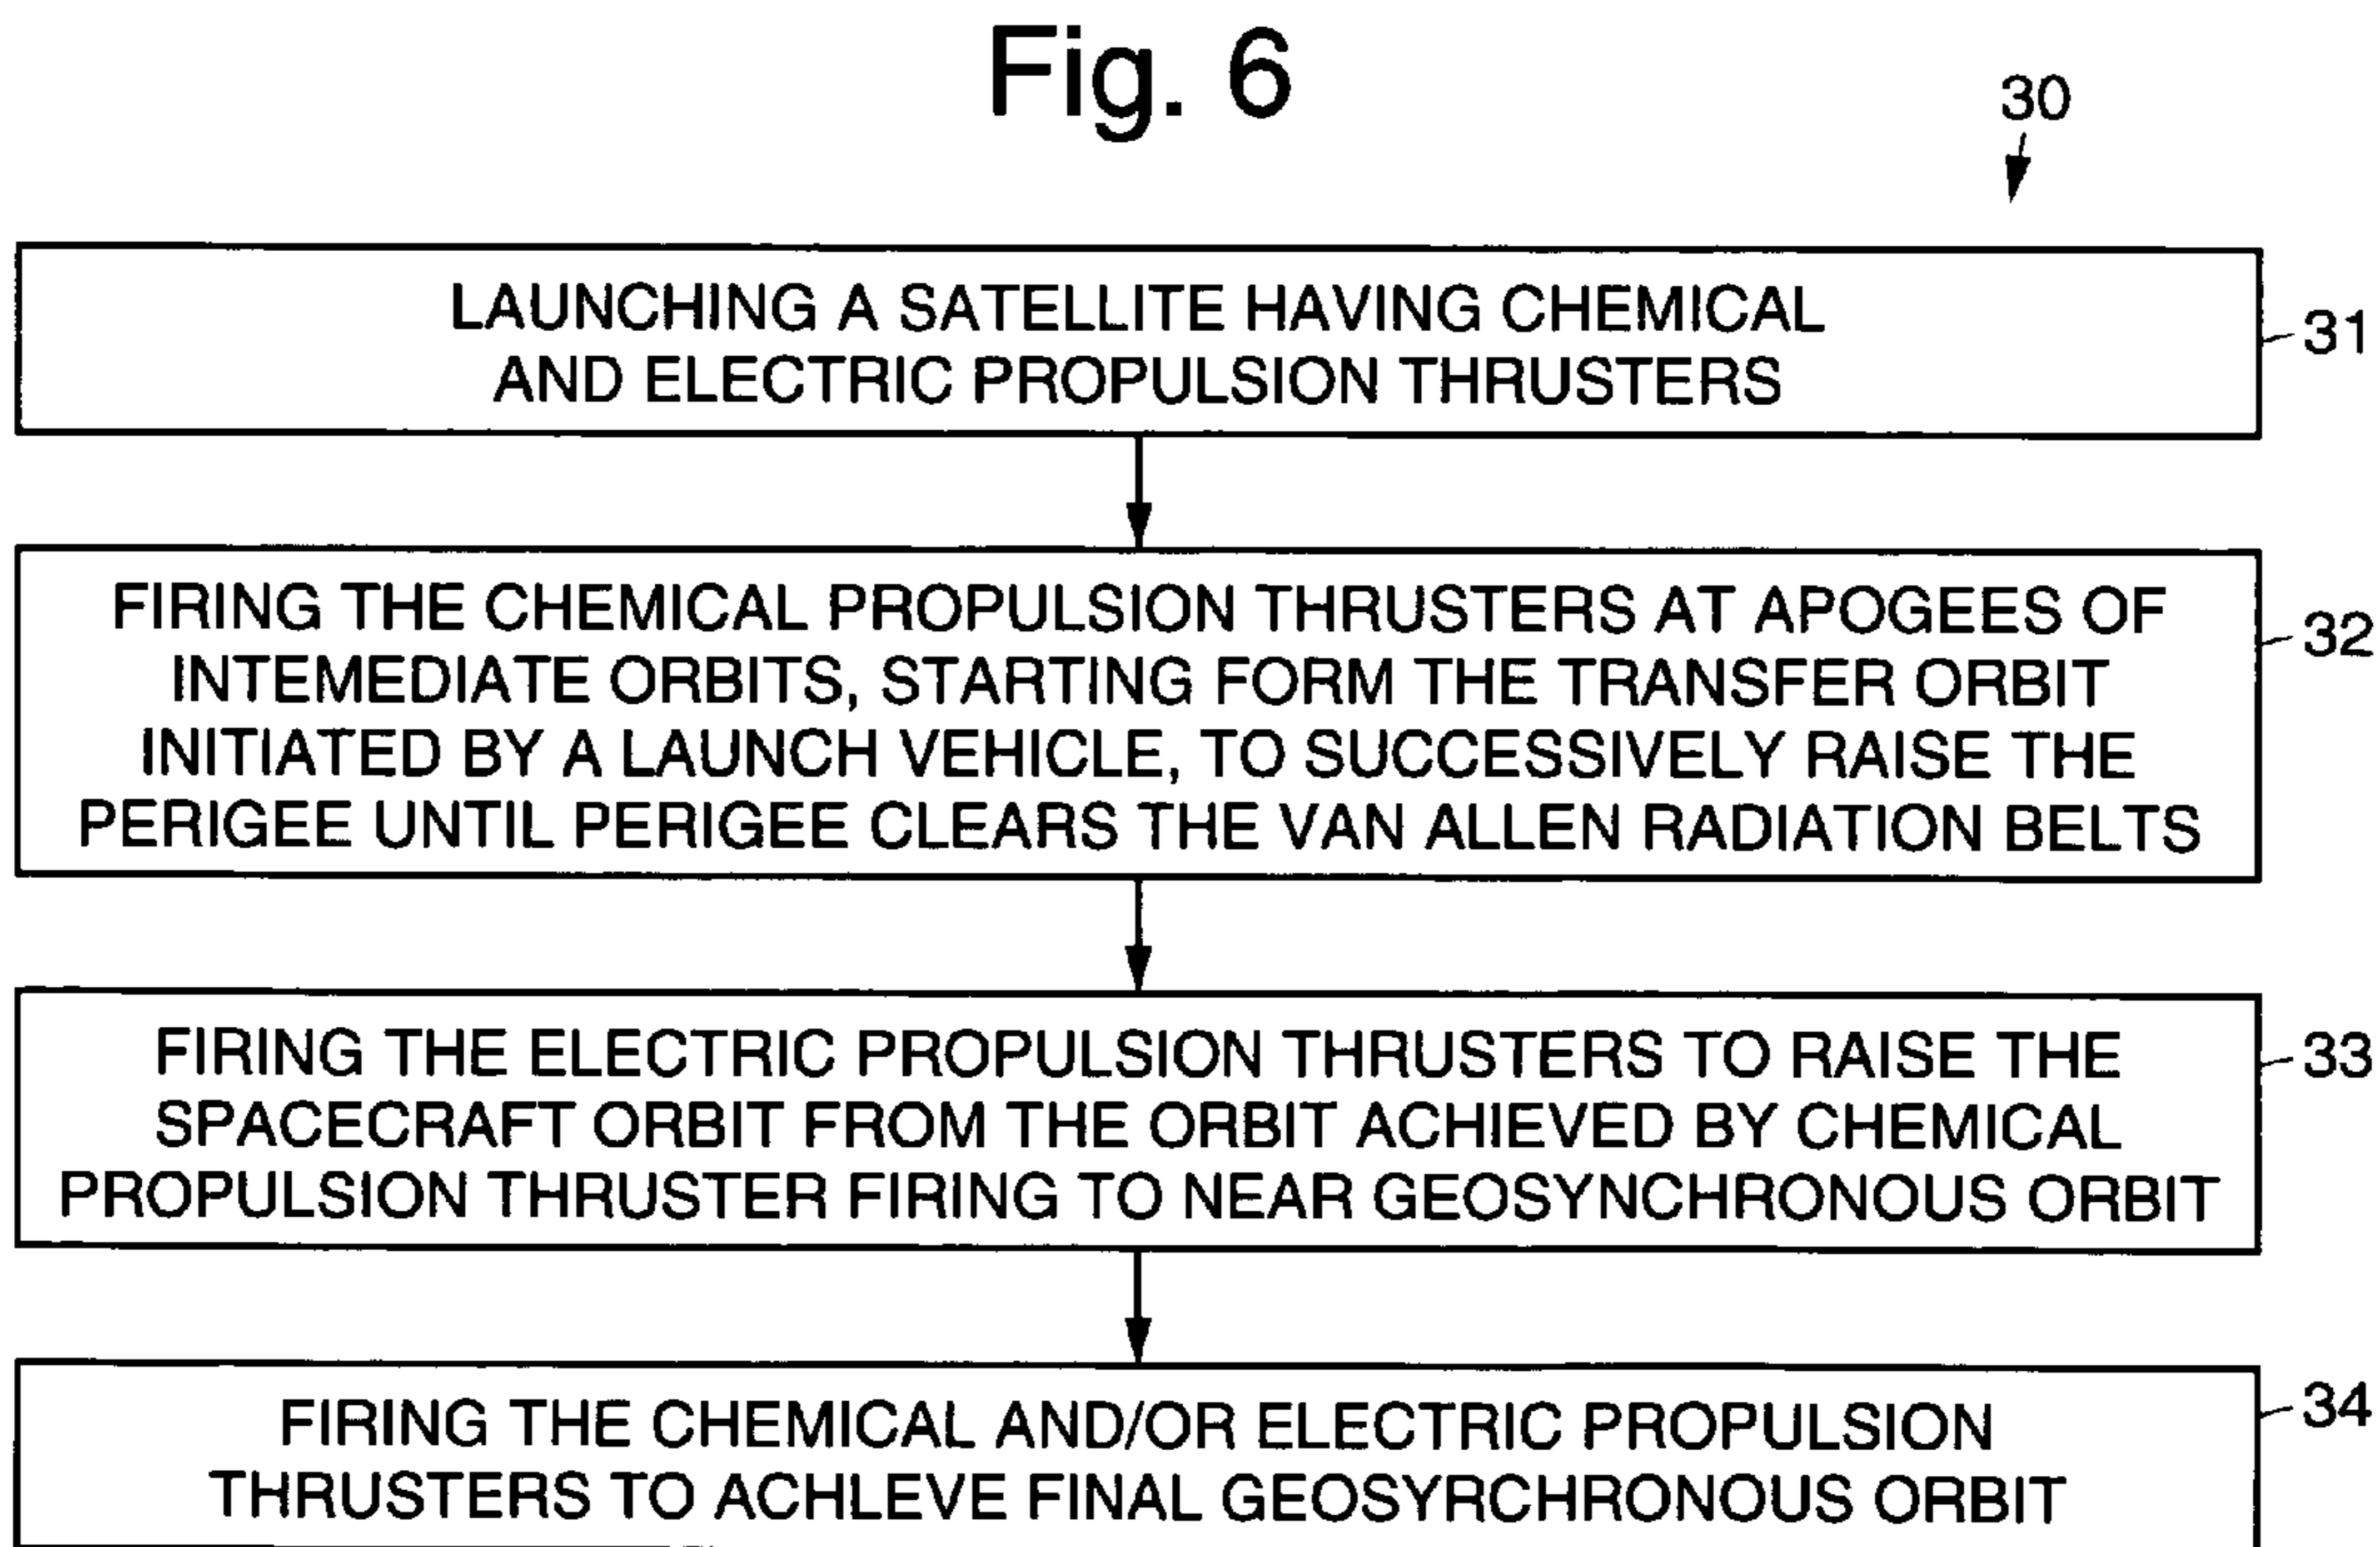 Fig. 6
30
LAUNCHING A SATELLITE HAVING CHEMICAL
AND ELECTRIC PROPULSION THRUSTERS
31
FIRING THE CHEMICAL PROPULSION THRUSTERS AT APOGEES OF
INTEMEDIATE ORBITS, STARTING FORM THE TRANSFER ORBIT
INITIATED BY A LAUNCH VEHICLE, TO SUCCESSIVELY RAISE THE
PERIGEE UNTIL PERIGEE CLEARS THE VAN ALLEN RADIATION BELTS
32
FIRING THE ELECTRIC PROPULSION THRUSTERS TO RAISE THE
SPACECRAFT ORBIT FROM THE ORBIT ACHIEVED BY CHEMICAL
PROPULSION THRUSTER FIRING TO NEAR GEOSYNCHRONOUS ORBIT
33
FIRING THE CHEMICAL AND/OR ELECTRIC PROPULSION
THRUSTERS TO ACHLEVE FINAL GEOSYRCHRONOUS ORBIT
34